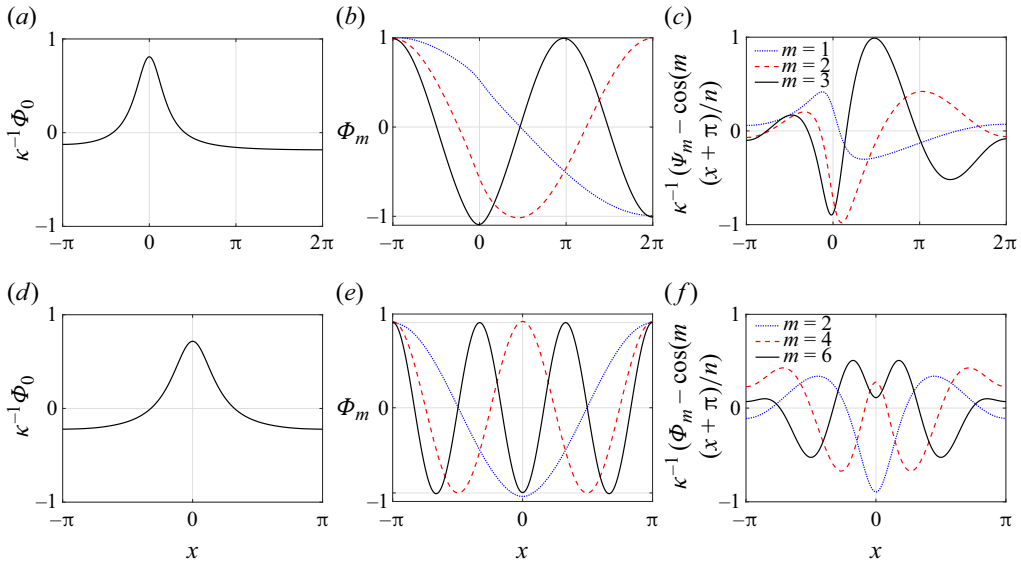 (a)
(b)
(c)
1
0
−1
κ⁻¹Φ₀
−π
0
π
2π
1
0
−1
Φₘ
−π
0
π
2π
1
0
−1
κ⁻¹ (Ψₘ − cos(m
(x + π)/n)
m = 1
m = 2
m = 3
−π
0
π
2π
(d)
(e)
(f)
1
0
−1
κ⁻¹Φ₀
−π
0
π
x
1
0
−1
Φₘ
−π
0
π
x
1
0
−1
κ⁻¹ (Φₘ − cos(m
(x + π)/n)
m = 2
m = 4
m = 6
−π
0
π
x